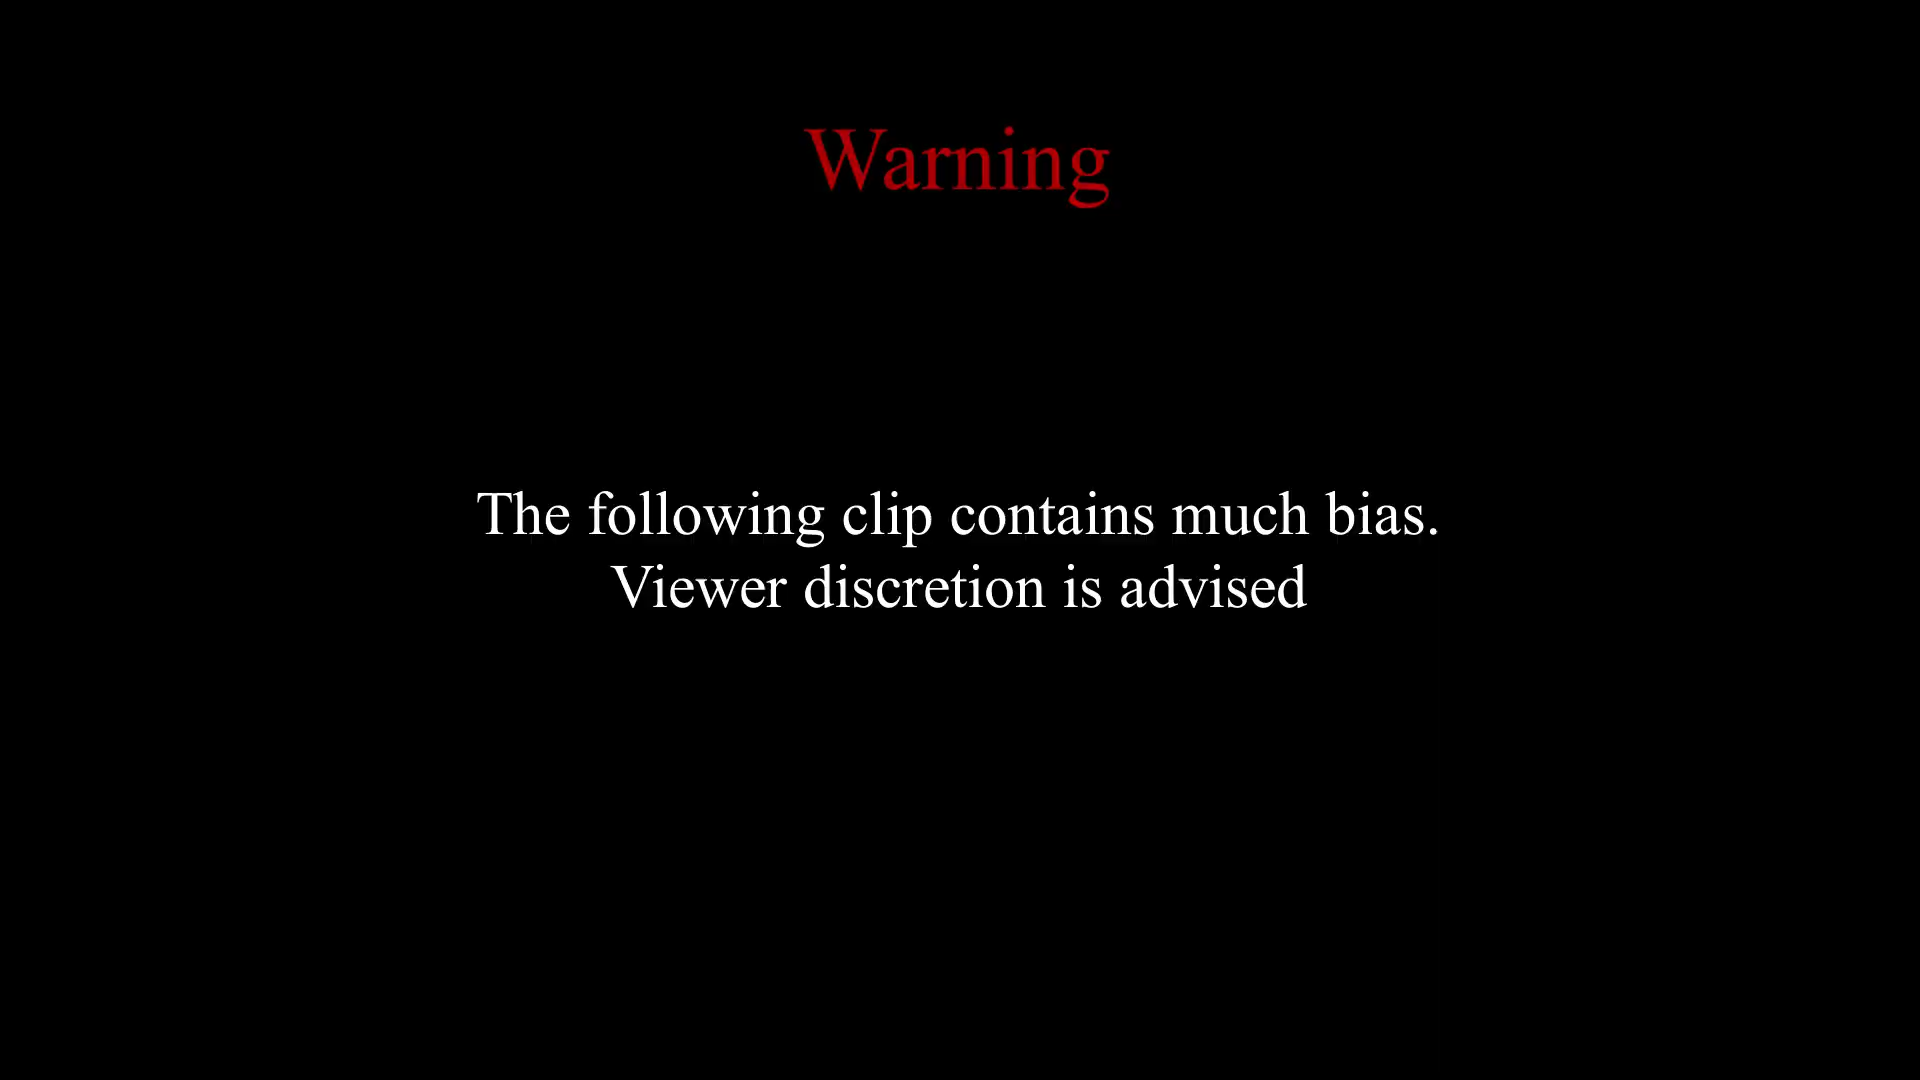 Warning
The following clip contains much bias.
Viewer discretion is advised